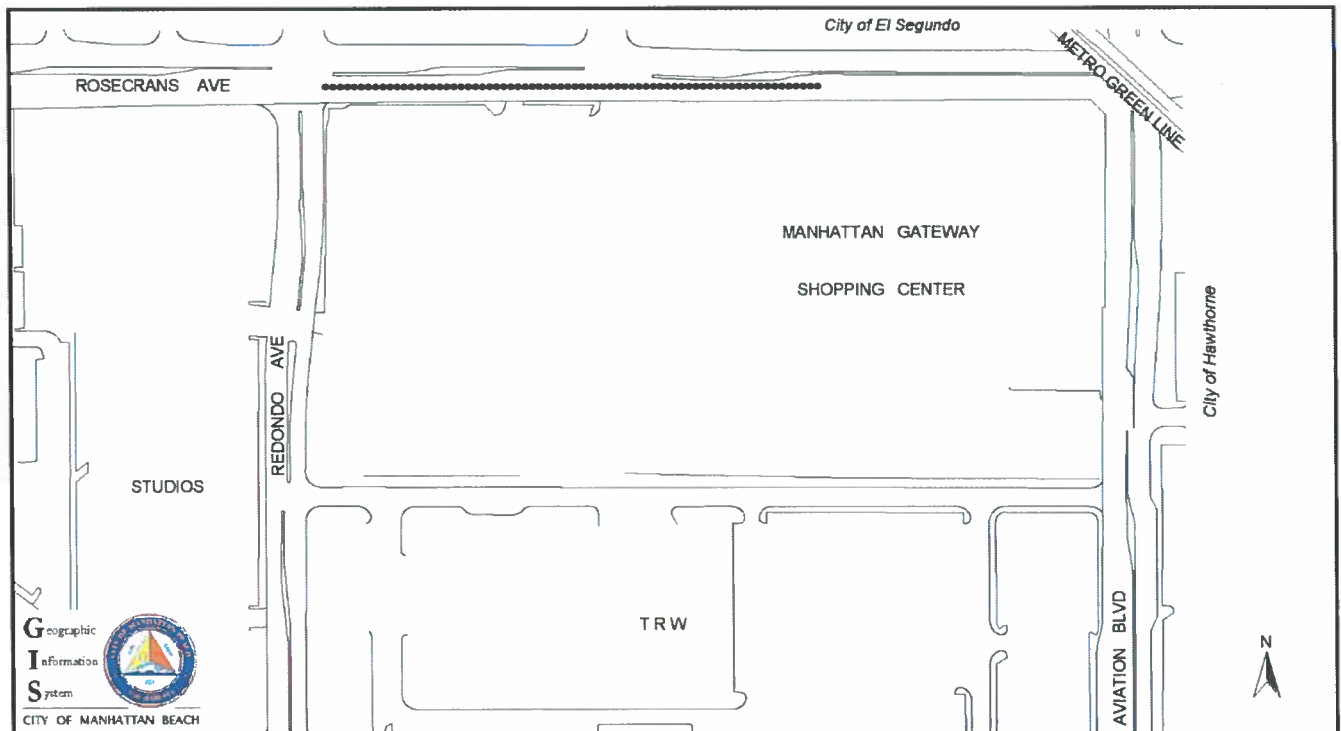 City of El Segundo
METRO GREEN LINE
ROSECRANS AVE
MANHATTAN GATEWAY
SHOPPING CENTER
City of Hawthorne
REDONDO AVE
STUDIOS
TRW
AVIATION BLVD
N
Geographic
Information
System
CITY OF MANHATTAN BEACH